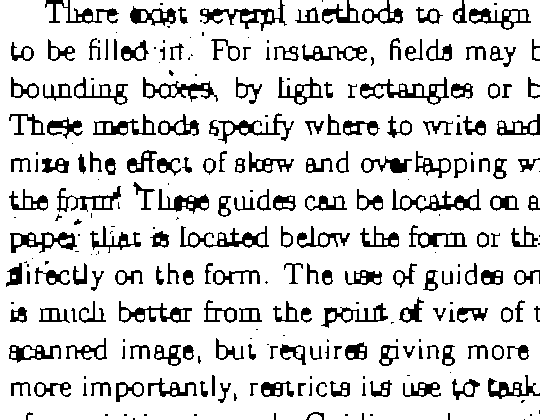 There exist several methods to design
to be filled in. For instance, fields may
bounding boxes, by light rectangles or
These methods specify where to write and
mize the effect of skew and overlapping
the form. These guides can be located on a
paper that is located below the form or
directly on the form. The use of guides on
is much better from the point of view of
scanned image, but requires giving more
more importantly, restricts its use to task